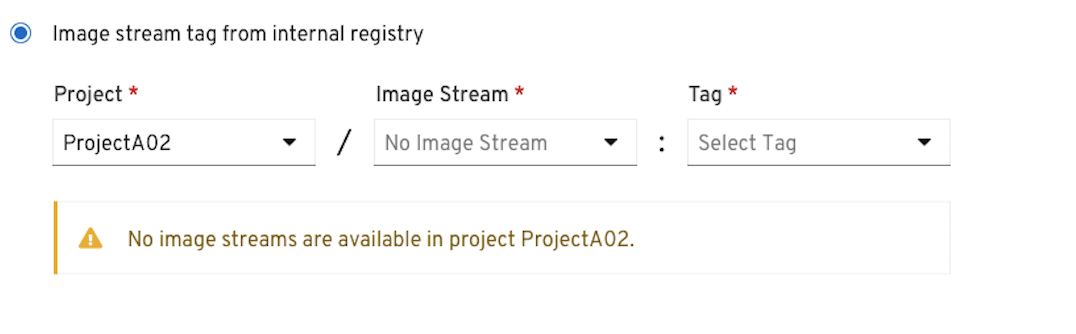 Image stream tag from internal registry
Project * Image Stream * Tag *
ProjectA02 / No Image Stream : Select Tag
No image streams are available in project ProjectA02.